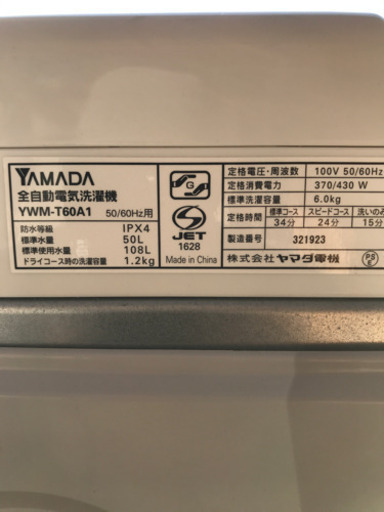 YAMADA
全自動電気洗濯機
YWM-T60A1 50/60Hz用
防水等級 IPX4
標準水量 50L
標準使用水量 108L
ドライコース時の洗濯容量 1.2kg
G
S
JET
1628
Made in China
定格電圧・周波数 100V 50/60Hz
定格消費電力 370/430 W
標準洗濯容量 6.0kg
定格時間 標準コース スピードコース 洗いのみ
34分 24分 15分
製造番号 321923
株式会社ヤマダ電機
PS
E